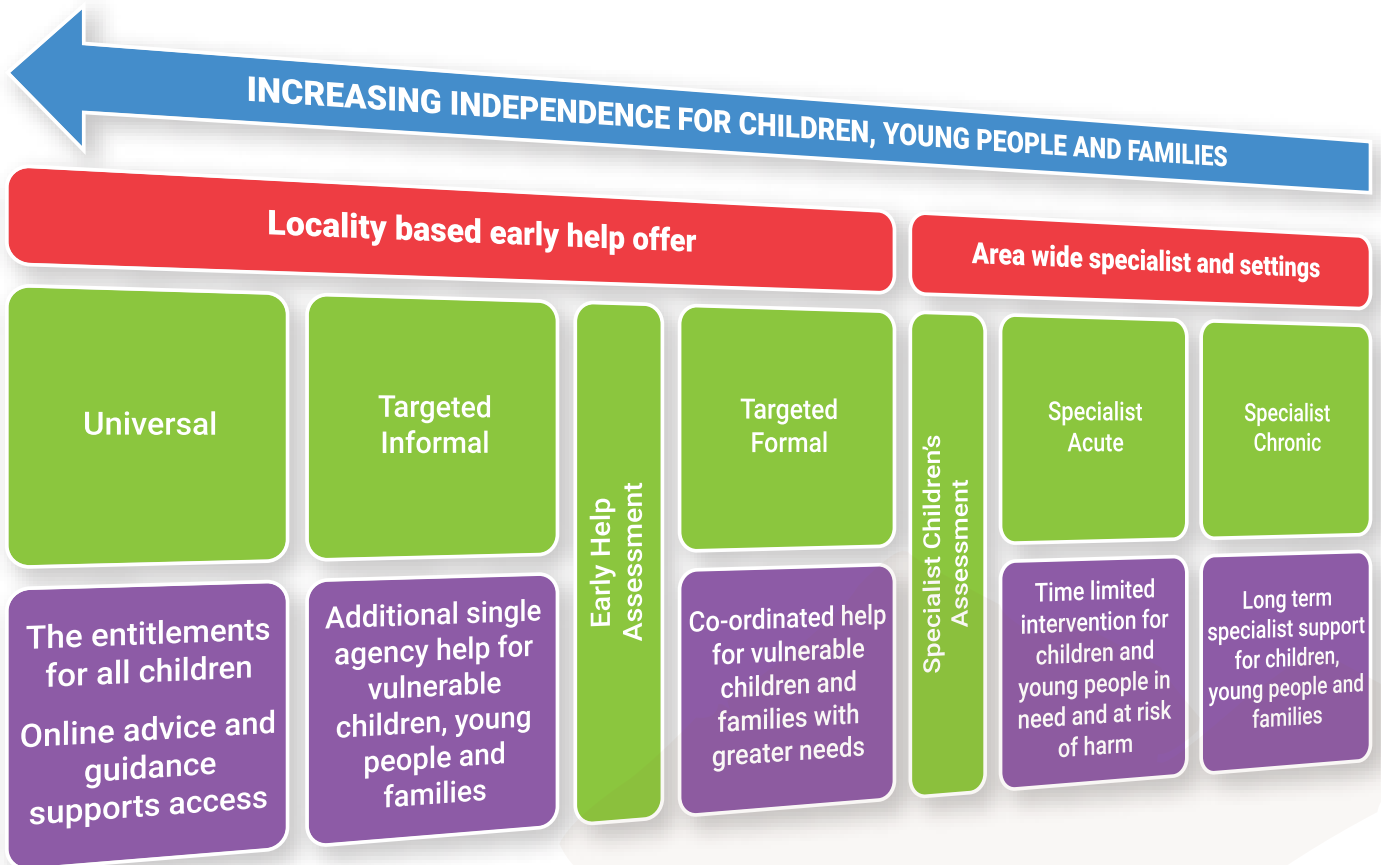 INCREASING INDEPENDENCE FOR CHILDREN, YOUNG PEOPLE AND FAMILIES
Locality based early help offer
Area wide specialist and settings
Universal
Targeted
Informal
Early Help
Assessment
Targeted
Formal
Specialist Children's
Assessment
Specialist
Acute
Specialist
Chronic
The entitlements
for all children
Online advice and
guidance
supports access
Additional single
agency help for
vulnerable
children, young
people and
families
Co-ordinated help
for vulnerable
children and
families with
greater needs
Time limited
intervention for
children and
young people in
need and at risk
of harm
Long term
specialist support
for children,
young people and
families